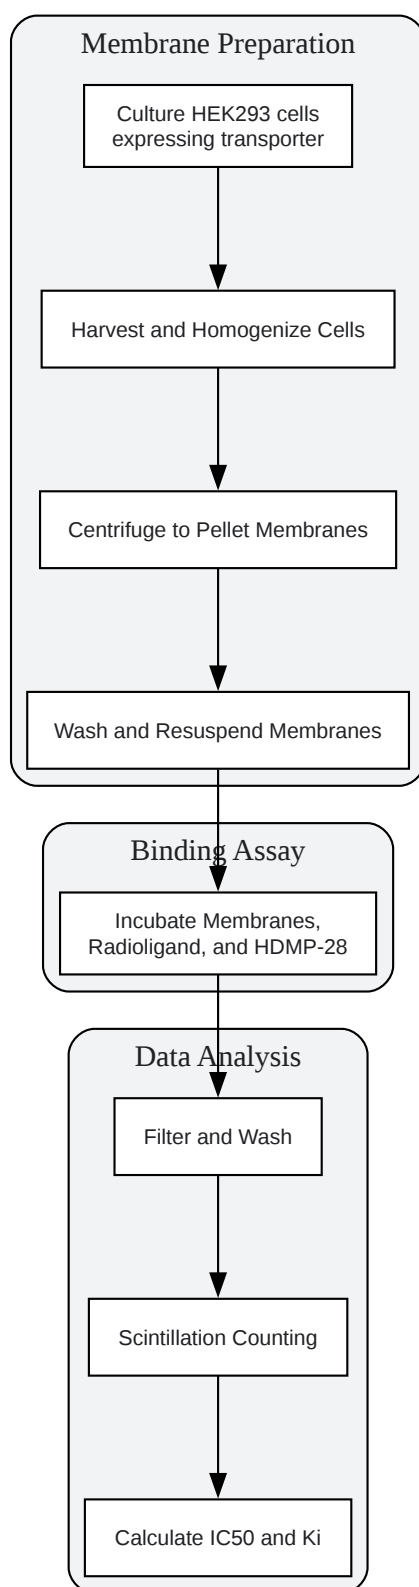 Membrane Preparation
Culture HEK293 cells
expressing transporter
Harvest and Homogenize Cells
Centrifuge to Pellet Membranes
Wash and Resuspend Membranes
Binding Assay
Incubate Membranes,
Radioligand, and HDMP-28
Data Analysis
Filter and Wash
Scintillation Counting
Calculate IC50 and Ki